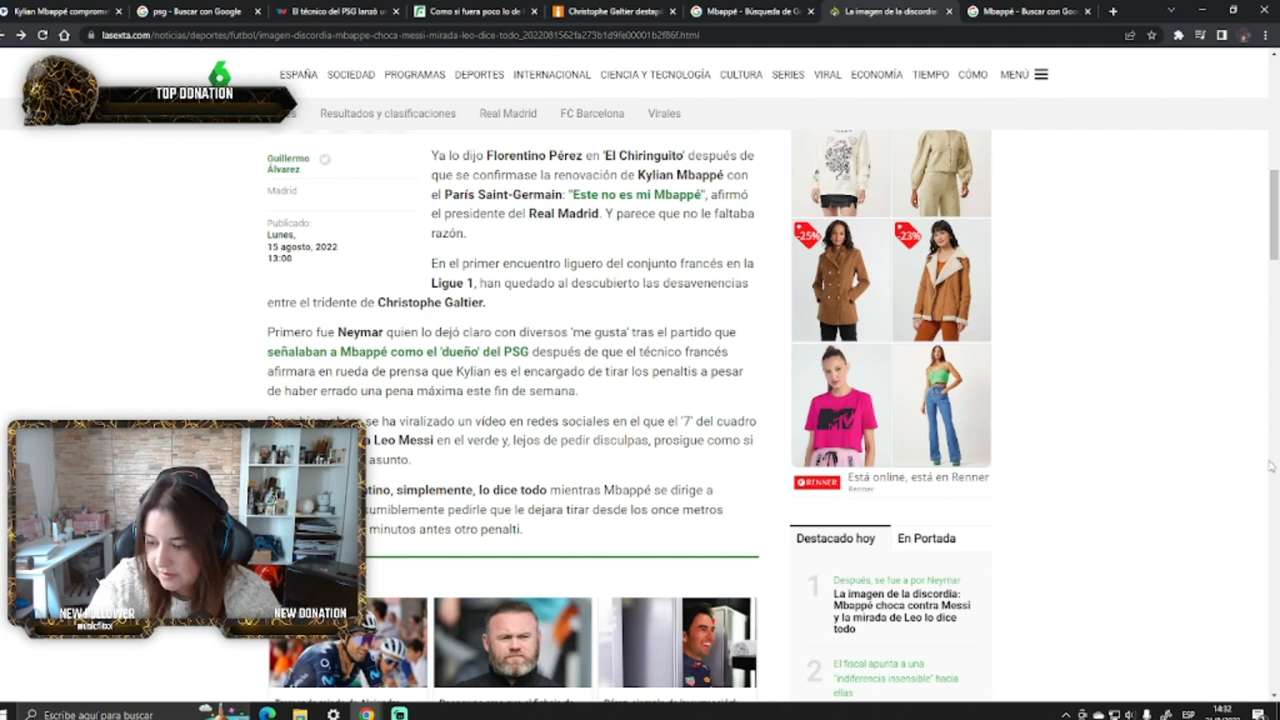 Kylian Mbappé comprome
psg - Buscar con Google
El técnico del PSG lanzó un
Como si fuera poco lo de
Christophe Galtier destap
Mbappé - Búsqueda de G
La imagen de la discordia
Mbappé - Buscar con Goo
lasexta.com/noticias/deportes/futbol/imagen-discordia-mbappe-choca-messi-mirada-leo-dice-todo_2022081562fa273b1d9fe00001b2f86f.html
TOP DONATION
6
ESPAÑA SOCIEDAD PROGRAMAS DEPORTES INTERNACIONAL CIENCIA Y TECNOLOGÍA CULTURA SERIES VIRAL ECONOMÍA TIEMPO CÓMO MENÚ
Resultados y clasificaciones Real Madrid FC Barcelona Virales
Guillermo
Álvarez
Madrid
Publicado:
Lunes,
15 agosto, 2022
13:00
Ya lo dijo Florentino Pérez en 'El Chiringuito' después de
que se confirmase la renovación de Kylian Mbappé con
el París Saint-Germain: "Este no es mi Mbappé", afirmó
el presidente del Real Madrid. Y parece que no le faltaba
razón.
En el primer encuentro liguero del conjunto francés en la
Ligue 1, han quedado al descubierto las desavenencias
entre el tridente de Christophe Galtier.
Primero fue Neymar quien lo dejó claro con diversos 'me gusta' tras el partido que
señalaban a Mbappé como el 'dueño' del PSG después de que el técnico francés
afirmara en rueda de prensa que Kylian es el encargado de tirar los penaltis a pesar
de haber errado una pena máxima este fin de semana.
se ha viralizado un vídeo en redes sociales en el que el '7' del cuadro
a Leo Messi en el verde y, lejos de pedir disculpas, prosigue como si
asunto.
tino, simplemente, lo dice todo mientras Mbappé se dirige a
sumiblemente pedirle que le dejara tirar desde los once metros
minutos antes otro penalti.
-25%
-23%
MTV
RENNER
Está online, está en Renner
Renner
Destacado hoy
En Portada
1
Después, se fue a por Neymar
La imagen de la discordia:
Mbappé choca contra Messi
y la mirada de Leo lo dice
todo
2
El fiscal apunta a una
"indiferencia insensible" hacia
ellas
NEW FOLLOWER
NEW DONATION
Escribe aquí para buscar
ESP
14:32